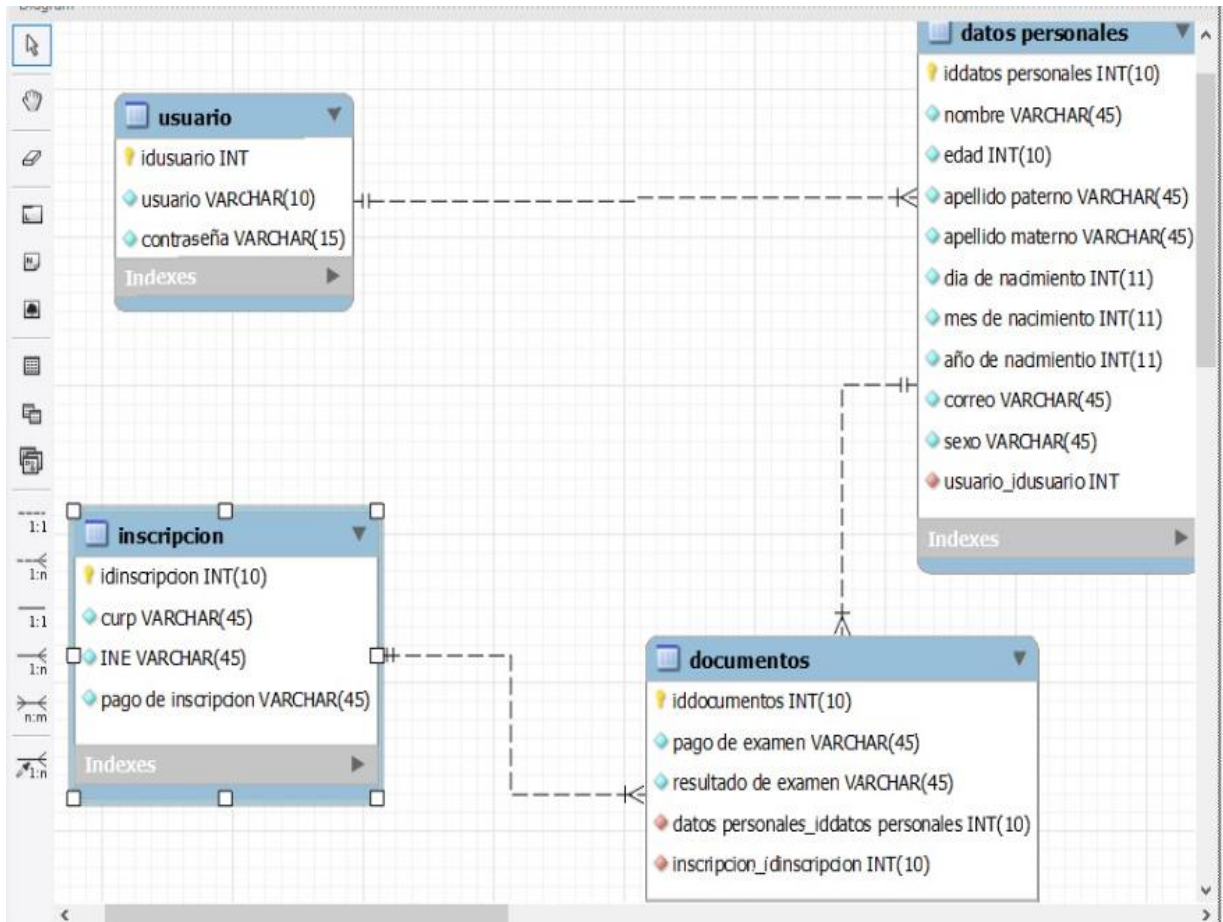 Diagram
usuario
idusuario INT
usuario VARCHAR(10)
contraseña VARCHAR(15)
Indexes
datos personales
iddatos personales INT(10)
nombre VARCHAR(45)
edad INT(10)
apellido paterno VARCHAR(45)
apellido materno VARCHAR(45)
dia de nacimiento INT(11)
mes de nacimiento INT(11)
año de nacimientio INT(11)
correo VARCHAR(45)
sexo VARCHAR(45)
usuario_idusuario INT
Indexes
inscripcion
idinscripcion INT(10)
curp VARCHAR(45)
INE VARCHAR(45)
pago de inscripcion VARCHAR(45)
Indexes
documentos
iddocumentos INT(10)
pago de examen VARCHAR(45)
resultado de examen VARCHAR(45)
datos personales_iddatos personales INT(10)
inscripcion_idinscripcion INT(10)
1:1
1:n
1:1
1:n
n:m
1:n